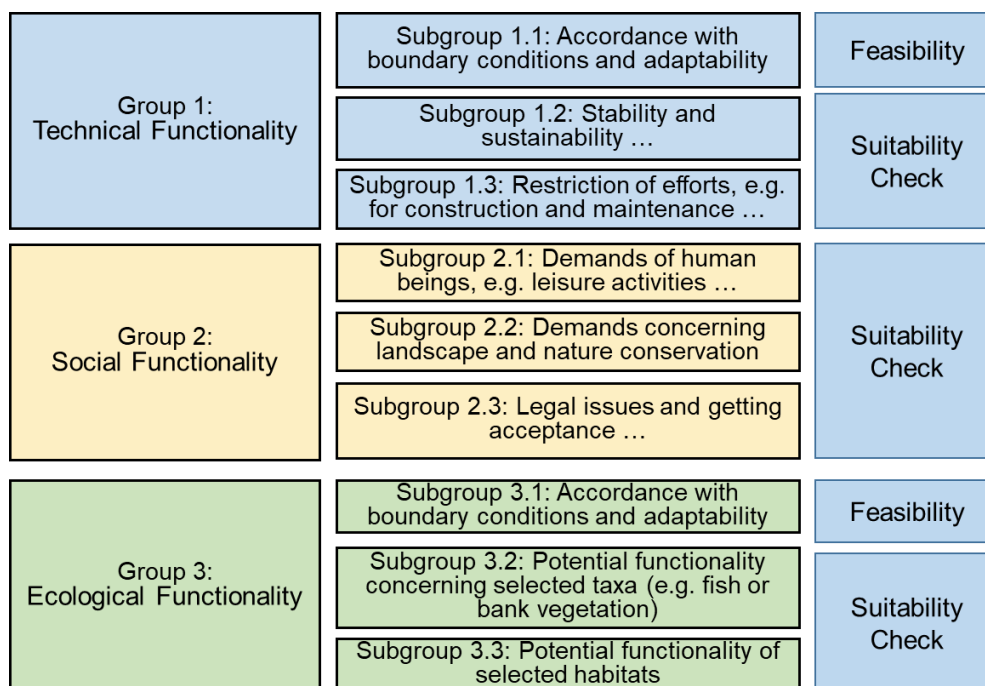 Group 1:
Technical Functionality
Subgroup 1.1: Accordance with
boundary conditions and adaptability
Feasibility
Subgroup 1.2: Stability and
sustainability …
Subgroup 1.3: Restriction of efforts, e.g.
for construction and maintenance …
Suitability
Check
Group 2:
Social Functionality
Subgroup 2.1: Demands of human
beings, e.g. leisure activities …
Subgroup 2.2: Demands concerning
landscape and nature conservation
Subgroup 2.3: Legal issues and getting
acceptance …
Suitability
Check
Group 3:
Ecological Functionality
Subgroup 3.1: Accordance with
boundary conditions and adaptability
Feasibility
Subgroup 3.2: Potential functionality
concerning selected taxa (e.g. fish or
bank vegetation)
Subgroup 3.3: Potential functionality of
selected habitats
Suitability
Check